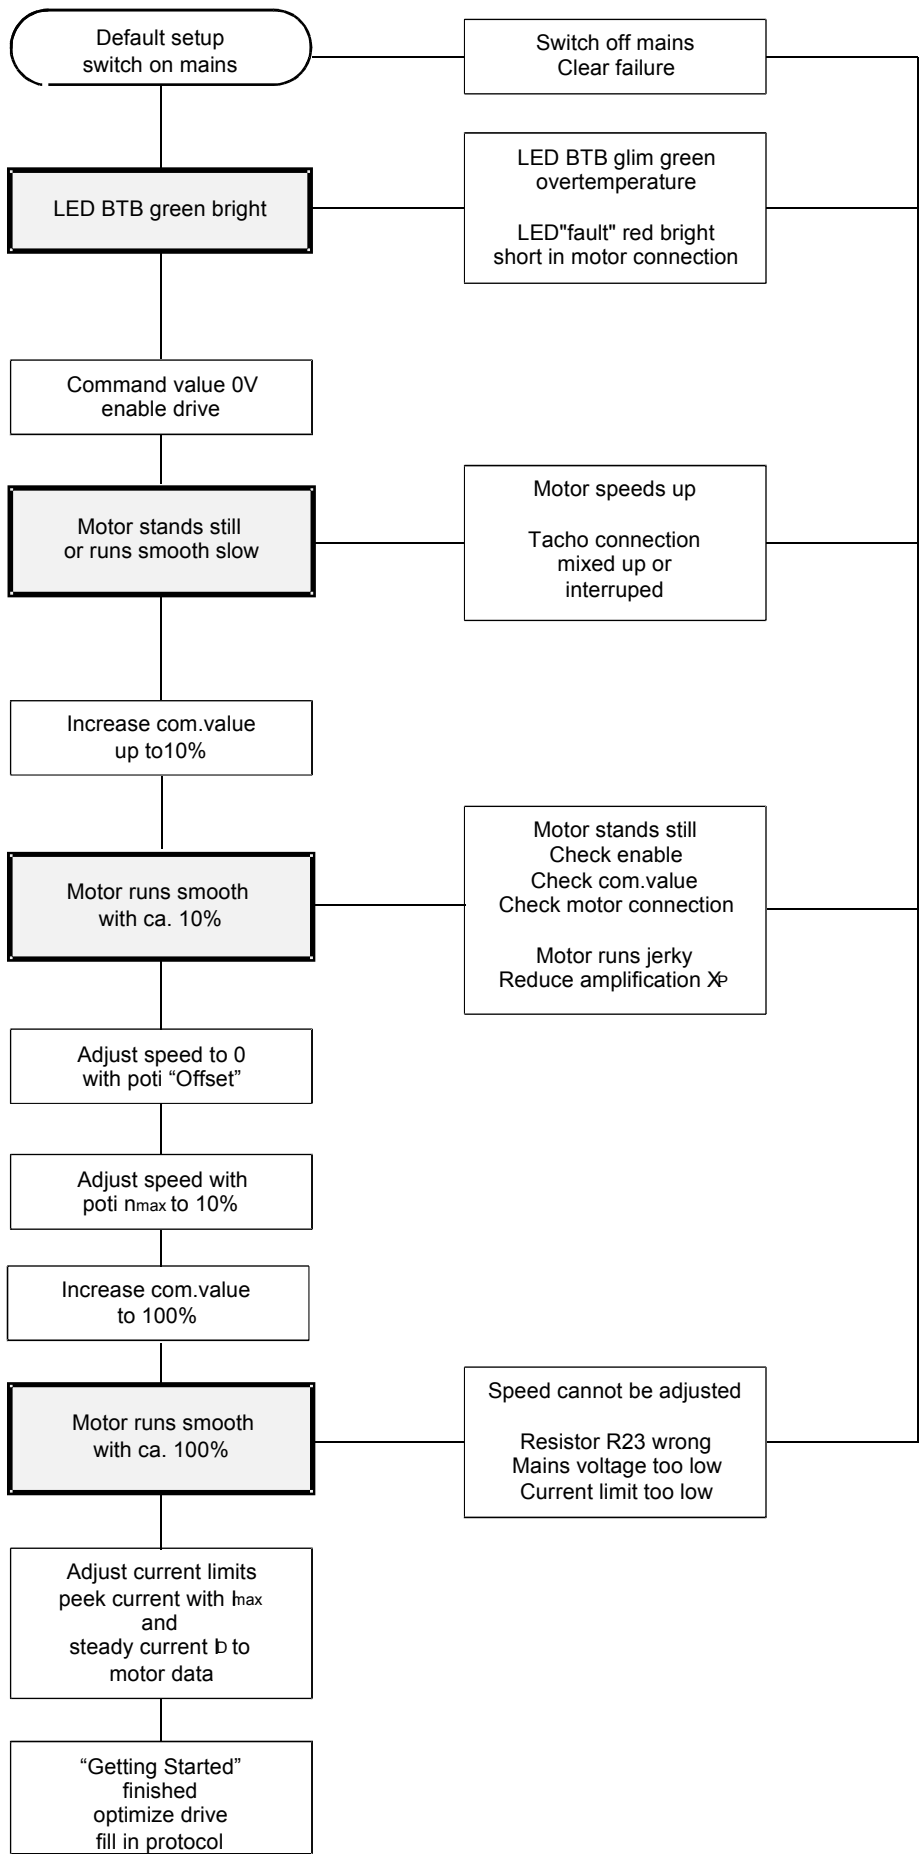 Default setup
switch on mains
Switch off mains
Clear failure
LED BTB green bright
LED BTB glim green
overtemperature
LED"fault" red bright
short in motor connection
Command value 0V
enable drive
Motor stands still
or runs smooth slow
Motor speeds up
Tacho connection
mixed up or
interruped
Increase com.value
up to10%
Motor runs smooth
with ca. 10%
Motor stands still
Check enable
Check com.value
Check motor connection
Motor runs jerky
Reduce amplification XP
Adjust speed to 0
with poti “Offset”
Adjust speed with
poti nmax to 10%
Increase com.value
to 100%
Motor runs smooth
with ca. 100%
Speed cannot be adjusted
Resistor R23 wrong
Mains voltage too low
Current limit too low
Adjust current limits
peek current with Imax
and
steady current ID to
motor data
“Getting Started”
finished
optimize drive
fill in protocol